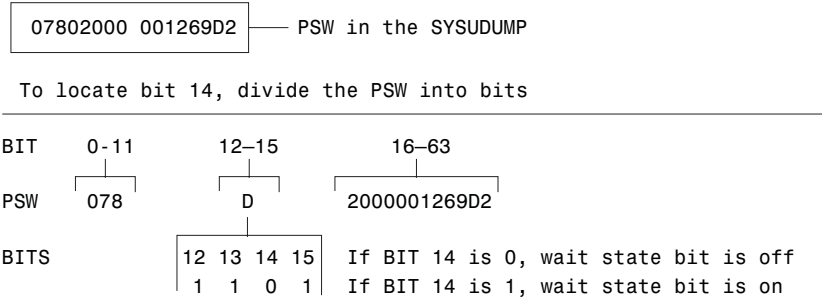 07802000 001269D2 PSW in the SYSUDUMP
To locate bit 14, divide the PSW into bits
BIT 0-11 12–15 16–63
PSW 078 D 2000001269D2
BITS 12 13 14 15 If BIT 14 is 0, wait state bit is off
1 1 0 1 If BIT 14 is 1, wait state bit is on